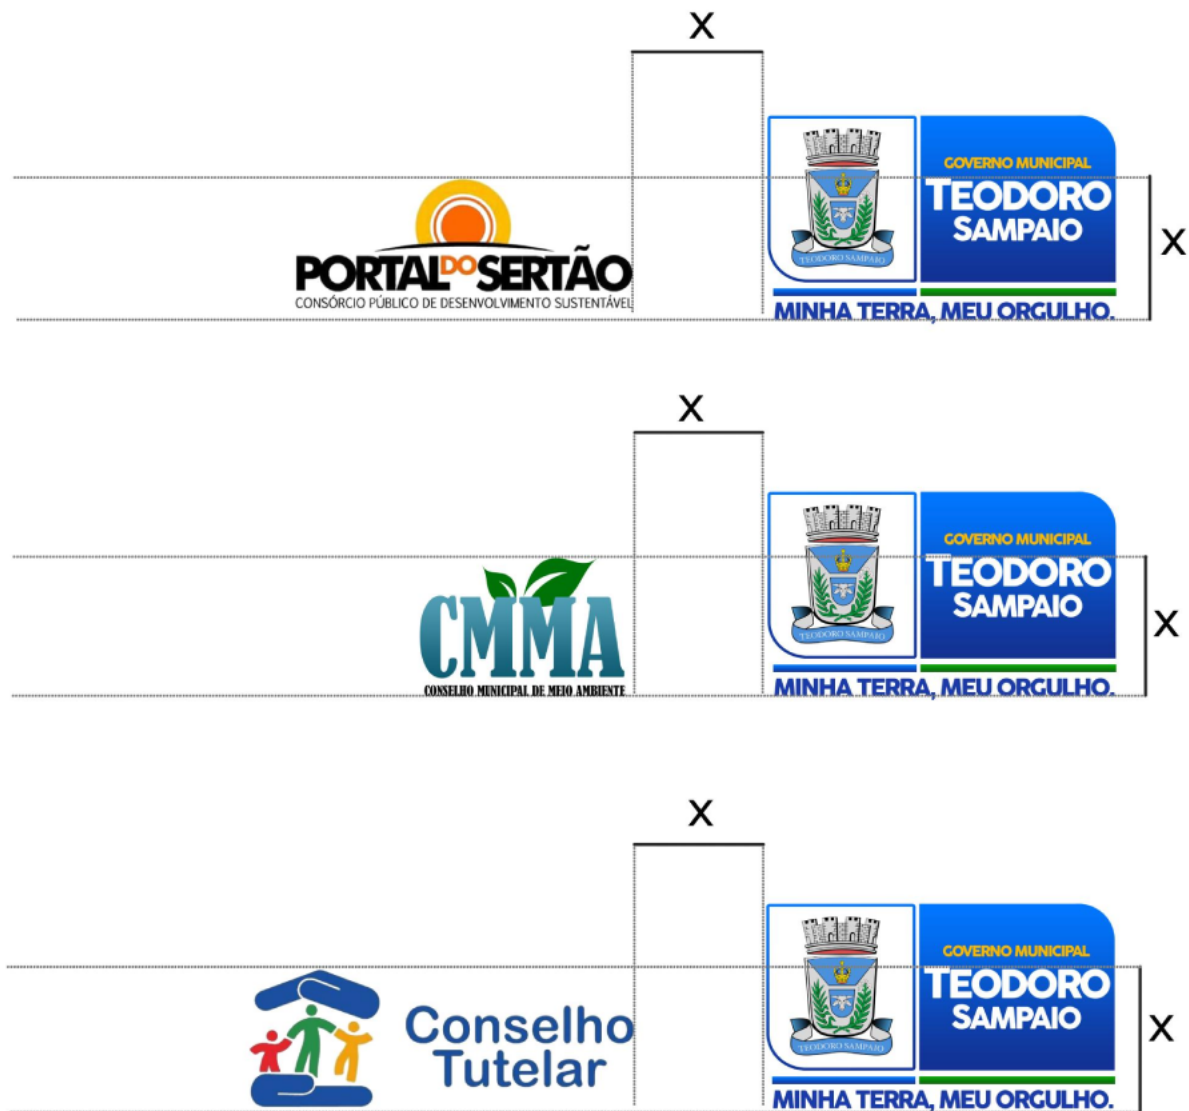 X
GOVERNO MUNICIPAL
TEODORO
SAMPAIO
X
PORTAL DO SERTÃO
TEODORO SAMPAIO
CONSÓRCIO PÚBLICO DE DESENVOLVIMENTO SUSTENTÁVEL
MINHA TERRA, MEU ORGULHO.
X
GOVERNO MUNICIPAL
TEODORO
SAMPAIO
CMMA
X
TEODORO SAMPAIO
CONSELHO MUNICIPAL DE MEIO AMBIENTE
MINHA TERRA, MEU ORGULHO.
X
GOVERNO MUNICIPAL
TEODORO
SAMPAIO
Conselho
Tutelar
X
TEODORO SAMPAIO
MINHA TERRA, MEU ORGULHO.